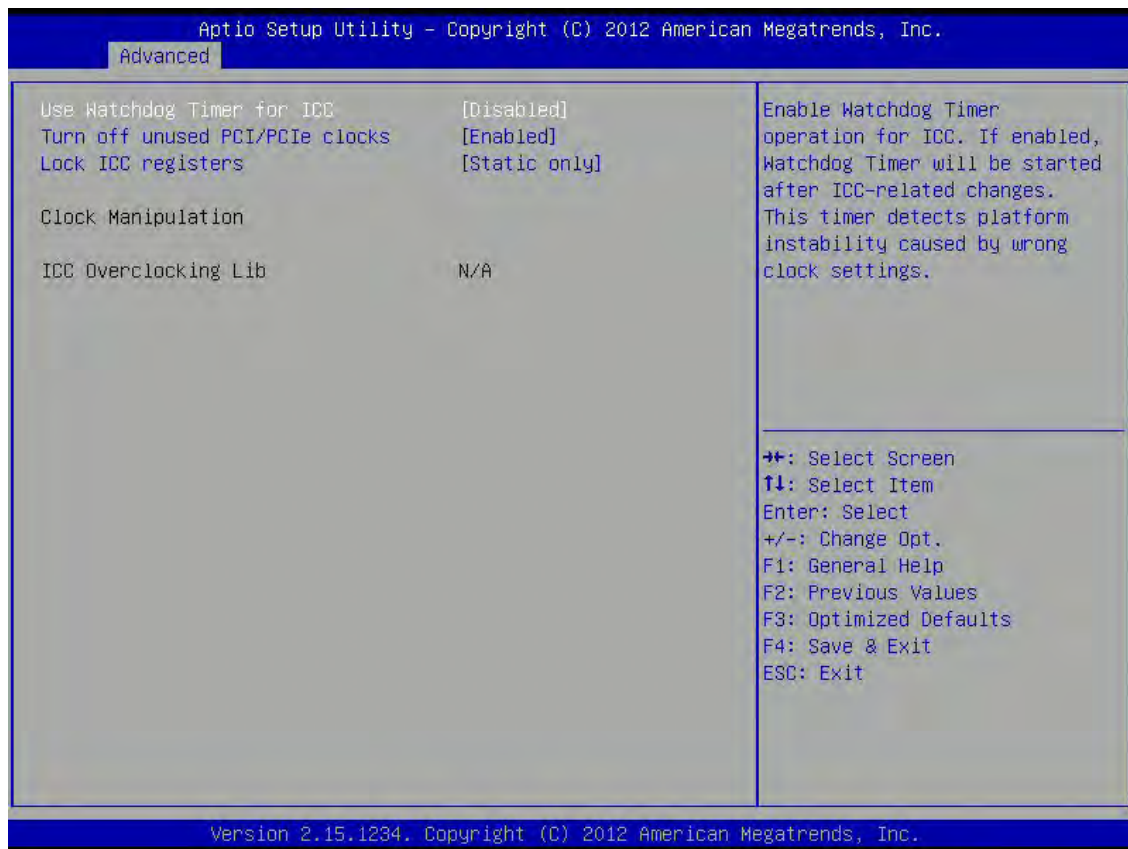 Aptio Setup Utility – Copyright (C) 2012 American Megatrends, Inc.
Advanced
Use Watchdog Timer for ICC [Disabled]
Turn off unused PCI/PCIe clocks [Enabled]
Lock ICC registers [Static only]
Clock Manipulation
ICC Overclocking Lib N/A
Enable Watchdog Timer
operation for ICC. If enabled,
Watchdog Timer will be started
after ICC-related changes.
This timer detects platform
instability caused by wrong
clock settings.
→←: Select Screen
↑↓: Select Item
Enter: Select
+/-: Change Opt.
F1: General Help
F2: Previous Values
F3: Optimized Defaults
F4: Save & Exit
ESC: Exit
Version 2.15.1234. Copyright (C) 2012 American Megatrends, Inc.